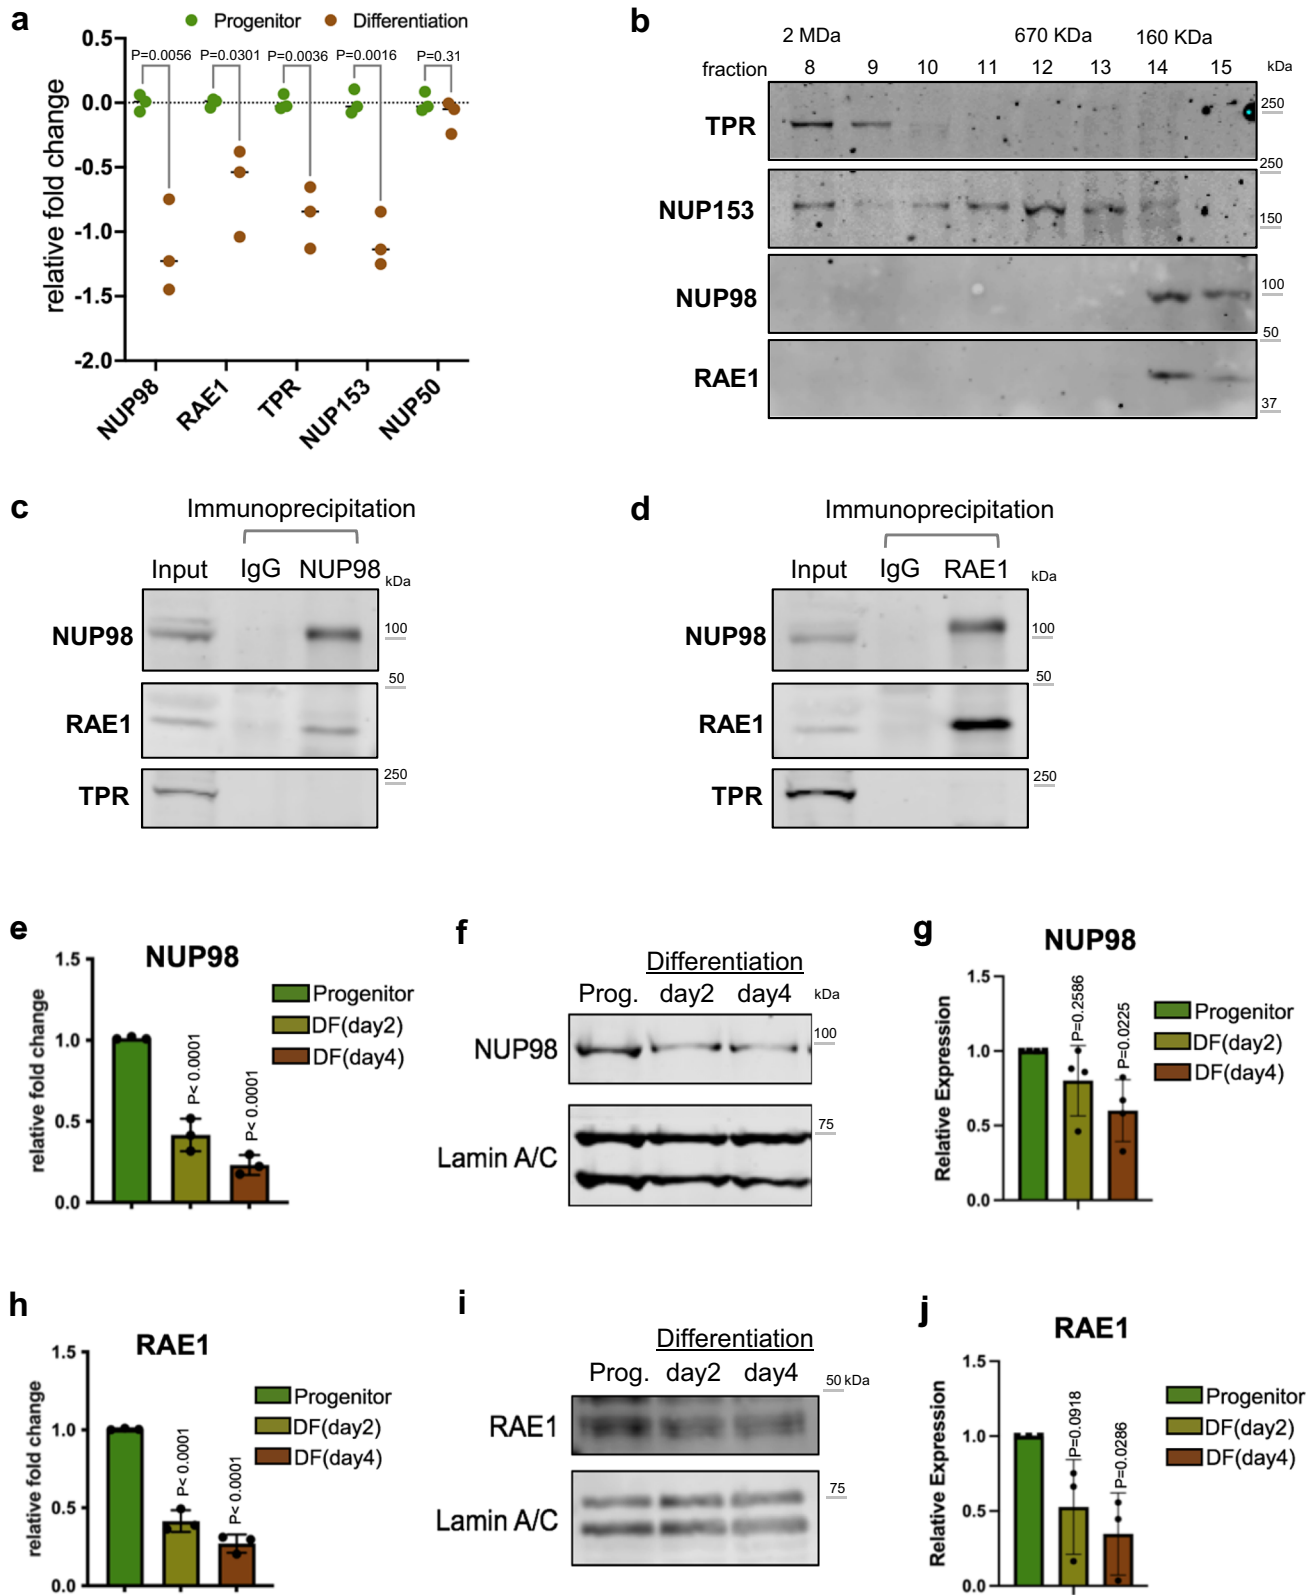 a
Progenitor
Differentiation
0.5
0.0
-0.5
-1.0
-1.5
-2.0
relative fold change
P=0.0056
P=0.0301
P=0.0036
P=0.0016
P=0.31
NUP98
RAE1
TPR
NUP153
NUP50
b
2 MDa
670 KDa
160 KDa
fraction
8
9
10
11
12
13
14
15
kDa
TPR
250
250
NUP153
150
NUP98
100
50
RAE1
37
c
Immunoprecipitation
Input
IgG
NUP98
kDa
NUP98
100
50
RAE1
TPR
250
d
Immunoprecipitation
Input
IgG
RAE1
kDa
NUP98
100
50
RAE1
TPR
250
e
NUP98
1.5
1.0
0.5
0.0
relative fold change
P< 0.0001
P< 0.0001
Progenitor
DF(day2)
DF(day4)
f
Differentiation
Prog.
day2
day4
kDa
NUP98
100
Lamin A/C
75
g
NUP98
1.5
1.0
0.5
0.0
Relative Expression
P=0.2586
P=0.0225
Progenitor
DF(day2)
DF(day4)
h
RAE1
1.5
1.0
0.5
0.0
relative fold change
P< 0.0001
P< 0.0001
Progenitor
DF(day2)
DF(day4)
i
Differentiation
Prog.
day2
day4
50 kDa
RAE1
Lamin A/C
75
j
RAE1
1.5
1.0
0.5
0.0
Relative Expression
P=0.0918
P=0.0286
Progenitor
DF(day2)
DF(day4)